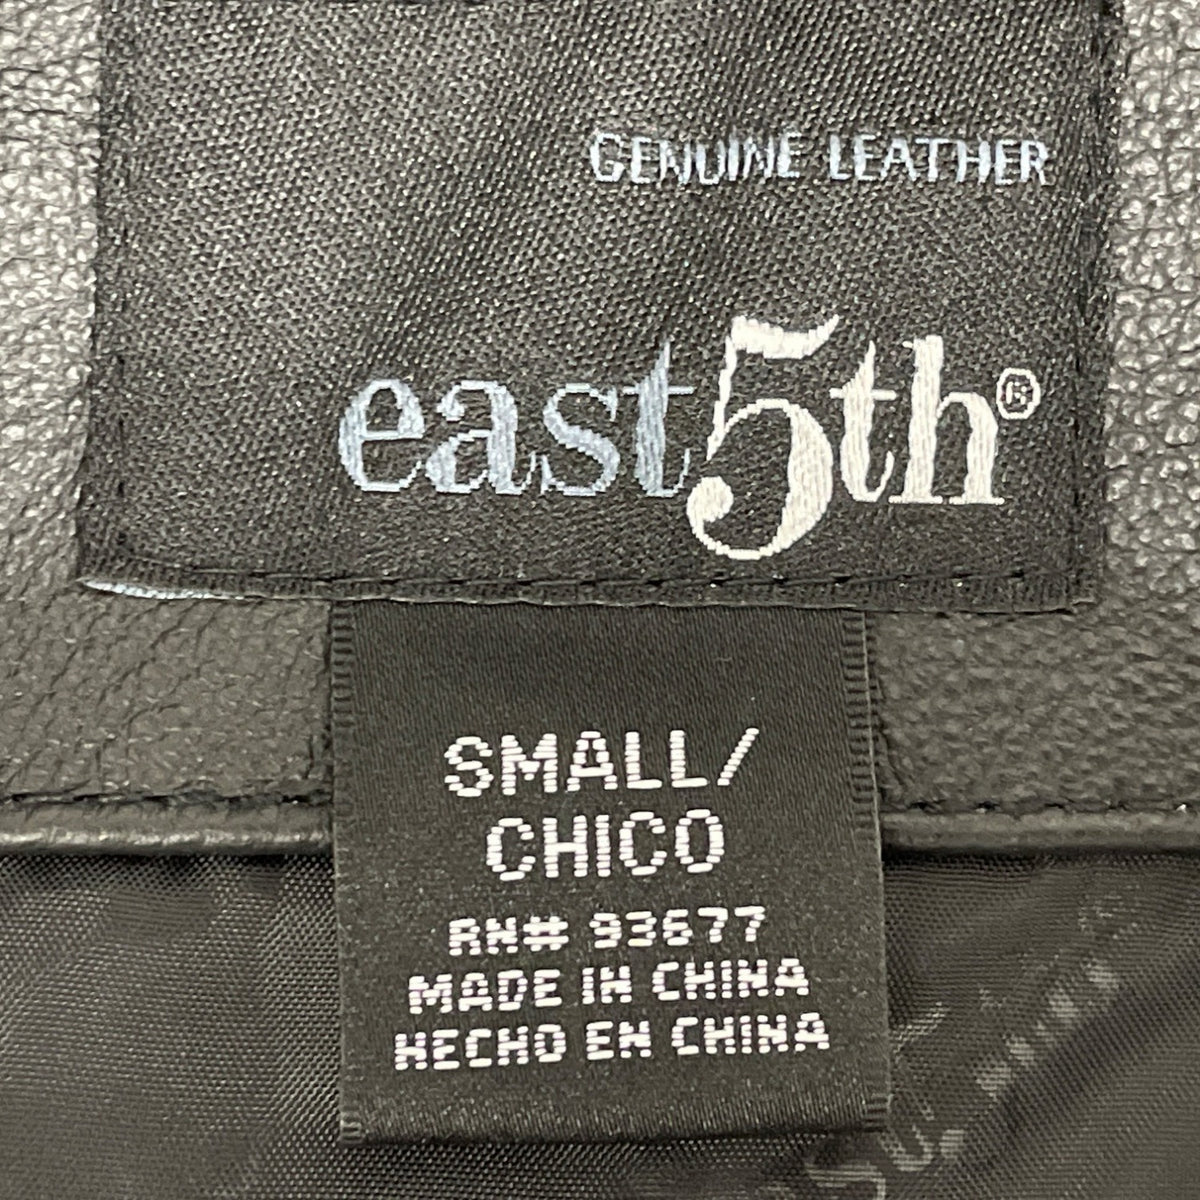 GENUINE LEATHER
east5th®
SMALL/
CHICO
RN# 93677
MADE IN CHINA
HECHO EN CHINA